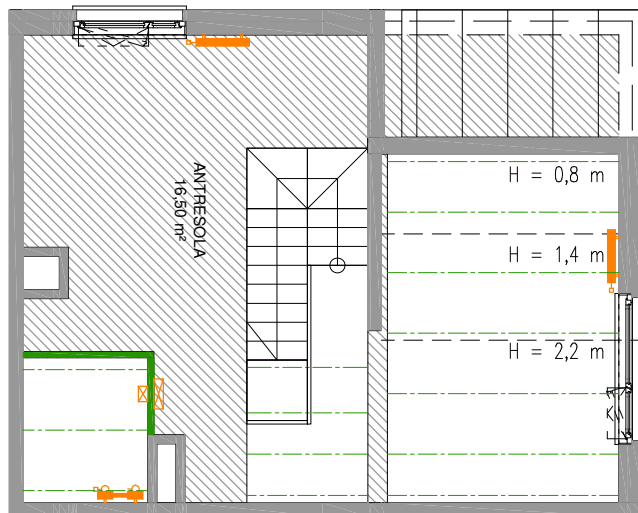 ANTRESOLA
16,50 m²
H = 0,8 m
H = 1,4 m
H = 2,2 m